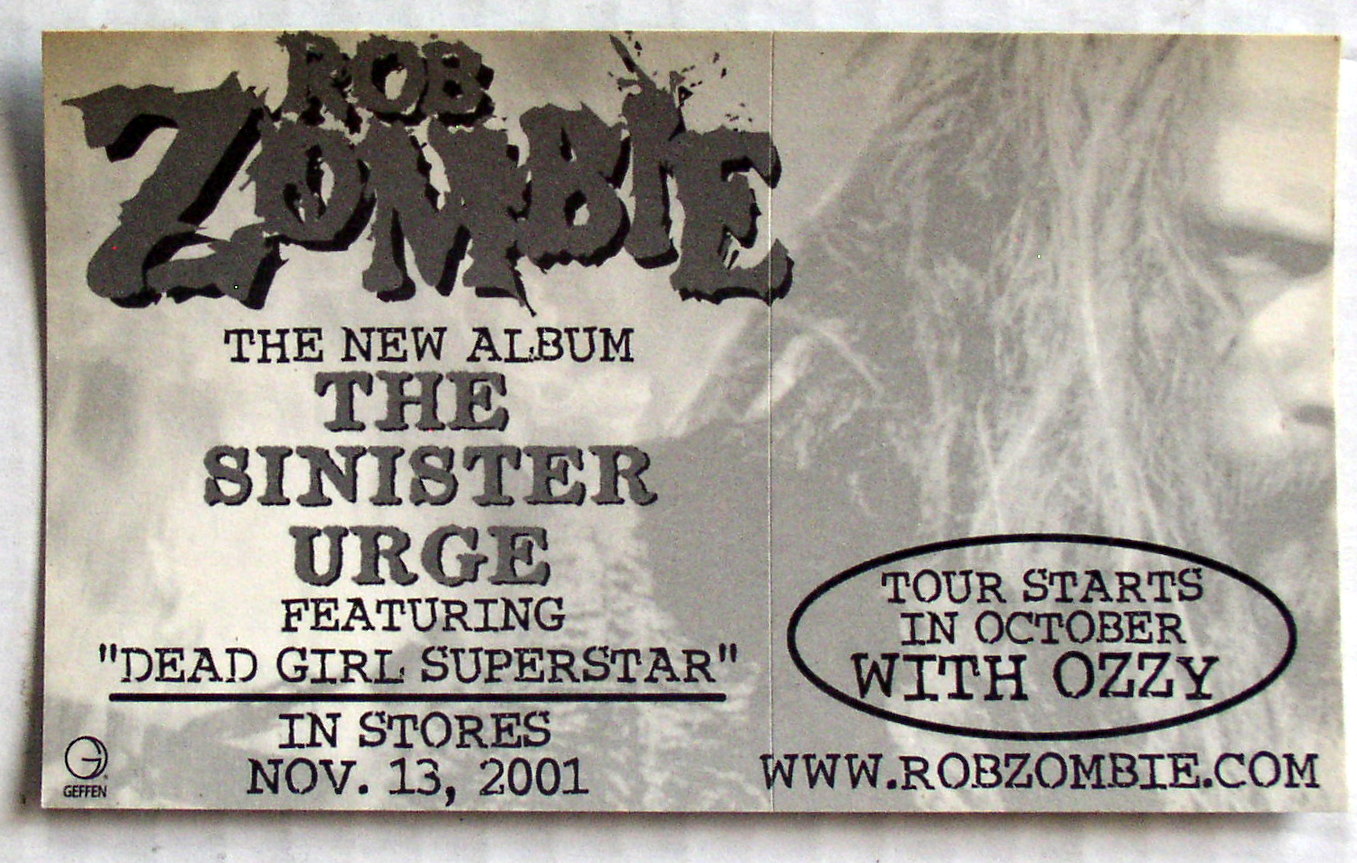 ROB
ZOMBIE
THE NEW ALBUM
THE
SINISTER
URGE
FEATURING
"DEAD GIRL SUPERSTAR"
IN STORES
NOV. 13, 2001
GEFFEN
TOUR STARTS
IN OCTOBER
WITH OZZY
WWW.ROBZOMBIE.COM